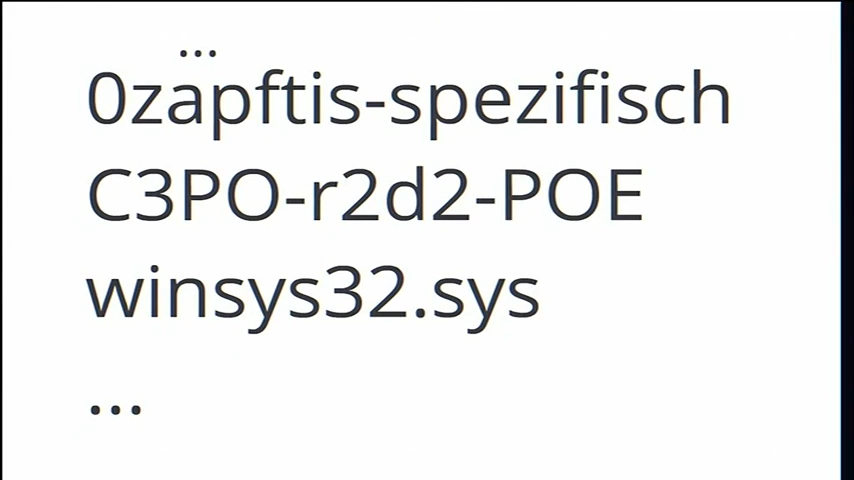 ...
0zapftis-spezifisch
C3PO-r2d2-POE
winsys32.sys
...